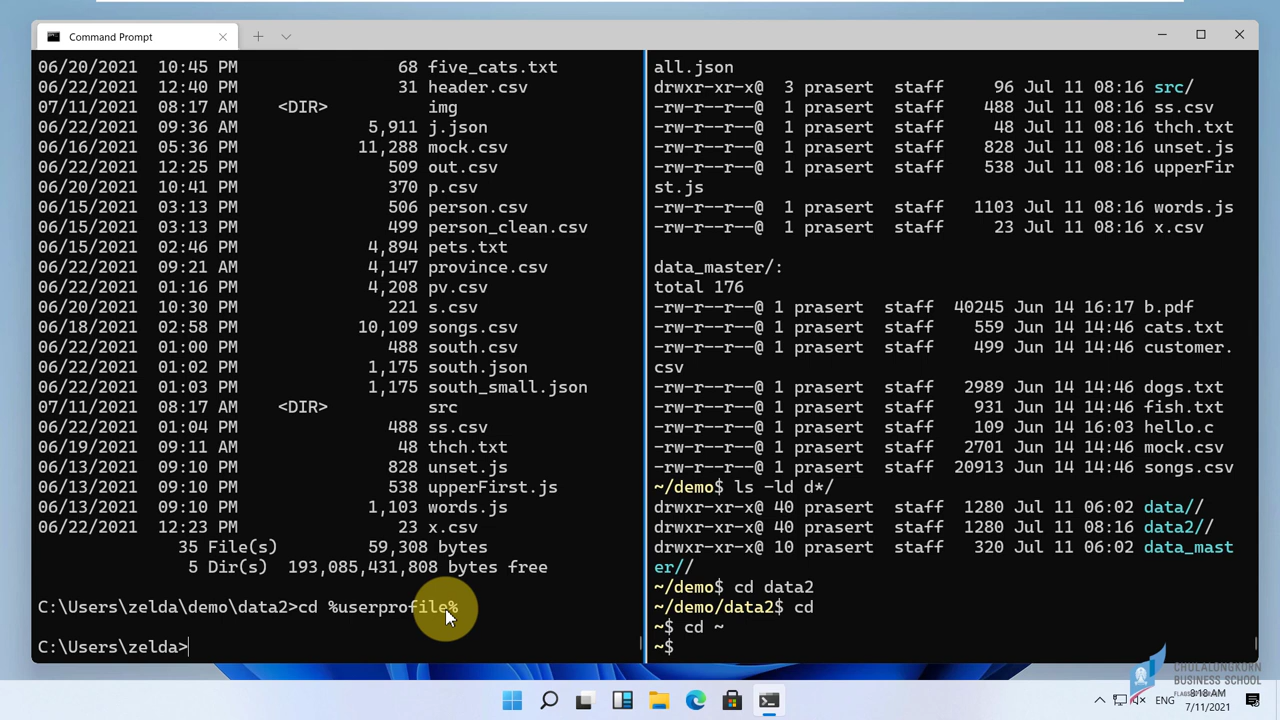 Command Prompt
06/20/2021  10:45 PM                68 five_cats.txt
06/22/2021  12:40 PM                31 header.csv
07/11/2021  08:17 AM    <DIR>          img
06/22/2021  09:36 AM             5,911 j.json
06/16/2021  05:36 PM            11,288 mock.csv
06/22/2021  12:25 PM               509 out.csv
06/20/2021  10:41 PM               370 p.csv
06/15/2021  03:13 PM               506 person.csv
06/15/2021  03:13 PM               499 person_clean.csv
06/15/2021  02:46 PM             4,894 pets.txt
06/22/2021  09:21 AM             4,147 province.csv
06/22/2021  01:16 PM             4,208 pv.csv
06/20/2021  10:30 PM               221 s.csv
06/18/2021  02:58 PM            10,109 songs.csv
06/22/2021  01:00 PM               488 south.csv
06/22/2021  01:02 PM             1,175 south.json
06/22/2021  01:03 PM             1,175 south_small.json
07/11/2021  08:17 AM    <DIR>          src
06/22/2021  01:04 PM               488 ss.csv
06/19/2021  09:11 AM                48 thch.txt
06/13/2021  09:10 PM               828 unset.js
06/13/2021  09:10 PM               538 upperFirst.js
06/13/2021  09:10 PM             1,103 words.js
06/22/2021  12:23 PM                23 x.csv
35 File(s)         59,308 bytes
5 Dir(s)  193,085,431,808 bytes free
C:\Users\zelda\demo\data2>cd %userprofile%
C:\Users\zelda>
all.json
drwxr-xr-x@  3 prasert  staff     96 Jul 11 08:16 src/
-rw-r--r--@  1 prasert  staff    488 Jul 11 08:16 ss.csv
-rw-r--r--@  1 prasert  staff     48 Jul 11 08:16 thch.txt
-rw-r--r--@  1 prasert  staff    828 Jul 11 08:16 unset.js
-rw-r--r--@  1 prasert  staff    538 Jul 11 08:16 upperFir
st.js
-rw-r--r--@  1 prasert  staff   1103 Jul 11 08:16 words.js
-rw-r--r--@  1 prasert  staff     23 Jul 11 08:16 x.csv
data_master/:
total 176
-rw-r--r--@ 1 prasert  staff  40245 Jun 14 16:17 b.pdf
-rw-r--r--@ 1 prasert  staff    559 Jun 14 14:46 cats.txt
-rw-r--r--@ 1 prasert  staff    499 Jun 14 14:46 customer.
csv
-rw-r--r--@ 1 prasert  staff   2989 Jun 14 14:46 dogs.txt
-rw-r--r--@ 1 prasert  staff    931 Jun 14 14:46 fish.txt
-rw-r--r--@ 1 prasert  staff    109 Jun 14 16:03 hello.c
-rw-r--r--@ 1 prasert  staff   2701 Jun 14 14:46 mock.csv
-rw-r--r--@ 1 prasert  staff  20913 Jun 14 14:46 songs.csv
~/demo$ ls -ld d*/
drwxr-xr-x@ 40 prasert  staff  1280 Jul 11 06:02 data//
drwxr-xr-x@ 40 prasert  staff  1280 Jul 11 08:16 data2//
drwxr-xr-x@ 10 prasert  staff   320 Jul 11 06:02 data_mast
er//
~/demo$ cd data2
~/demo/data2$ cd
~$ cd ~
~$
CHULALONGKORN
BUSINESS SCHOOL
ENG
8:18 AM
7/11/2021